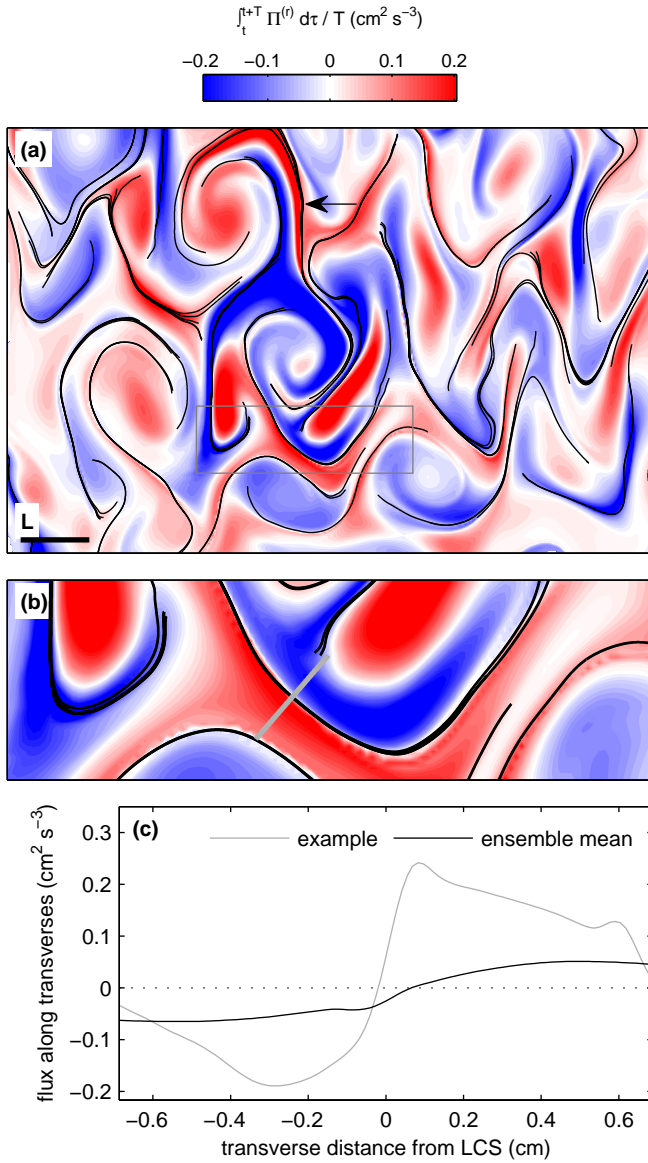 ∫ₜᵗ⁺ᵀ Π⁽ʳ⁾ dτ / T (cm² s⁻³)
−0.2 −0.1 0 0.1 0.2
(a)
L
(b)
(c)
example ensemble mean
flux along transverses (cm² s⁻³)
0.3
0.2
0.1
0
−0.1
−0.2
−0.6 −0.4 −0.2 0 0.2 0.4 0.6
transverse distance from LCS (cm)